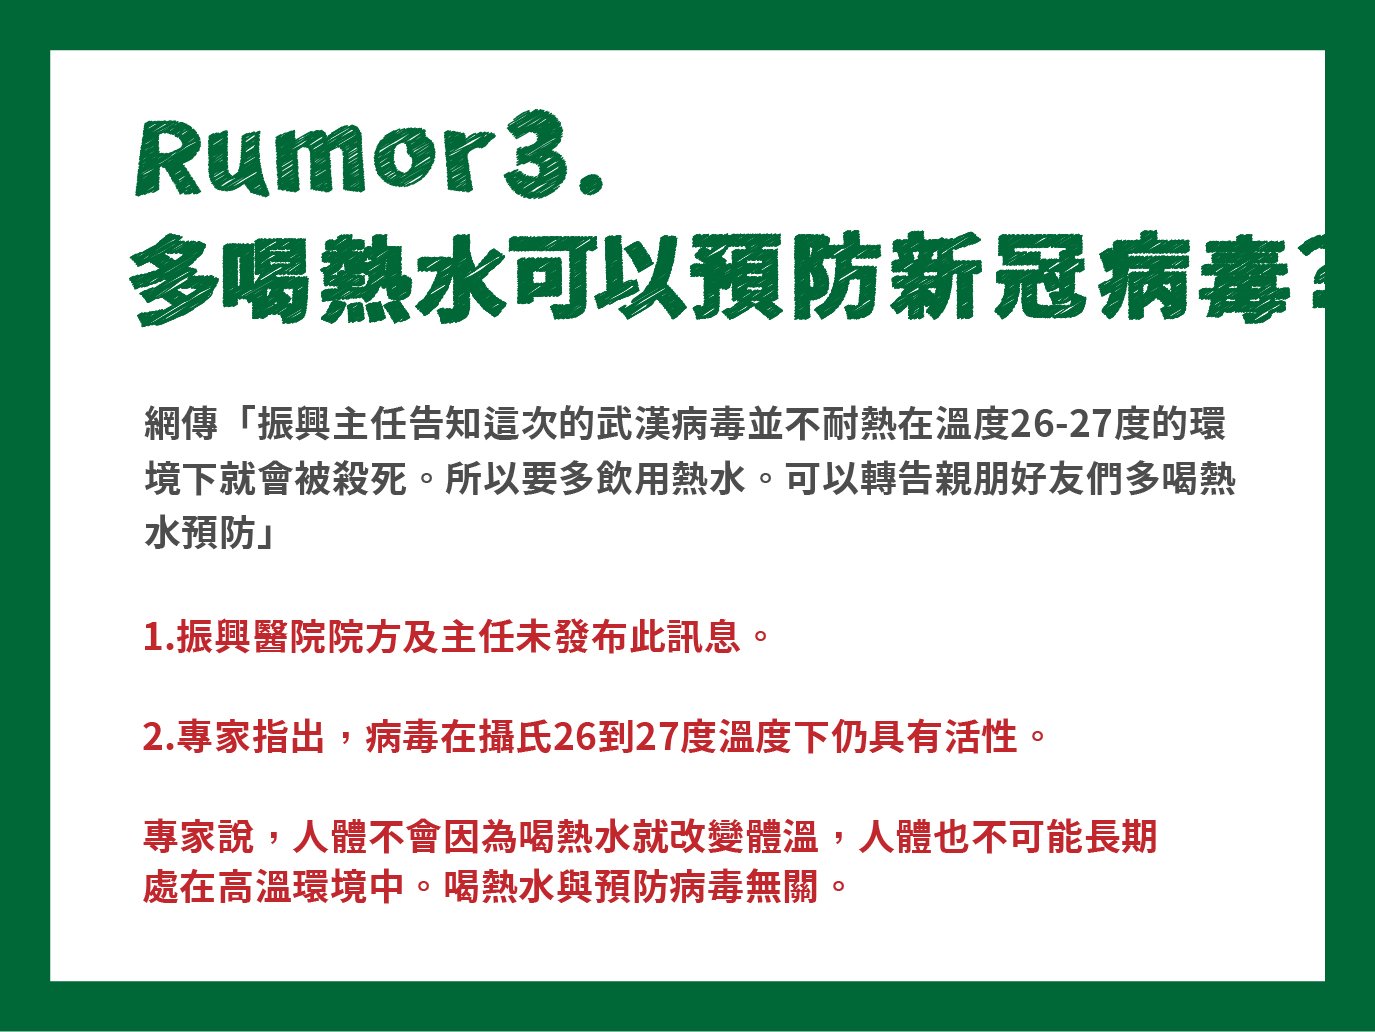 Rumor3.
多喝熱水可以預防新冠病毒?
網傳「振興主任告知這次的武漢病毒並不耐熱在溫度26-27度的環
境下就會被殺死。所以要多飲用熱水。可以轉告親朋好友們多喝熱
水預防」
1.振興醫院院方及主任未發布此訊息。
2.專家指出，病毒在攝氏26到27度溫度下仍具有活性。
專家說，人體不會因為喝熱水就改變體溫，人體也不可能長期
處在高溫環境中。喝熱水與預防病毒無關。